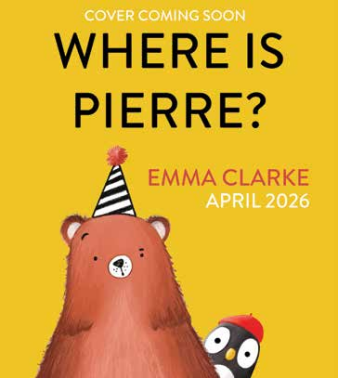 COVER COMING SOON
WHERE IS
PIERRE?
EMMA CLARKE
APRIL 2026